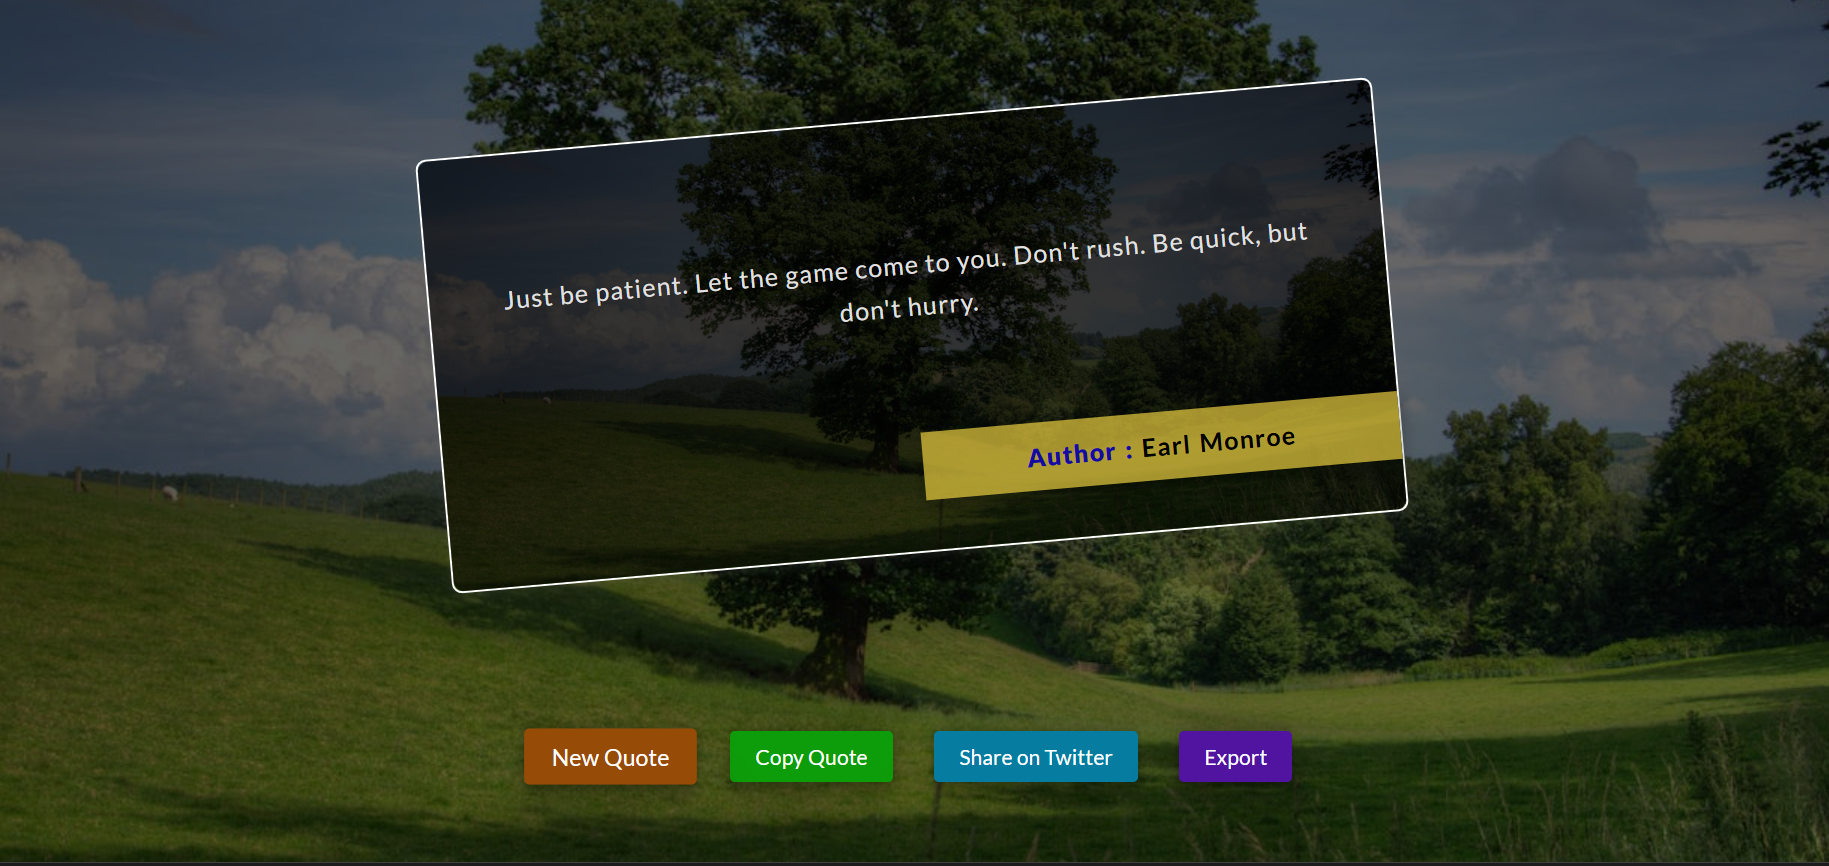 Just be patient. Let the game come to you. Don't rush. Be quick, but
don't hurry.
Author : Earl Monroe
New Quote
Copy Quote
Share on Twitter
Export